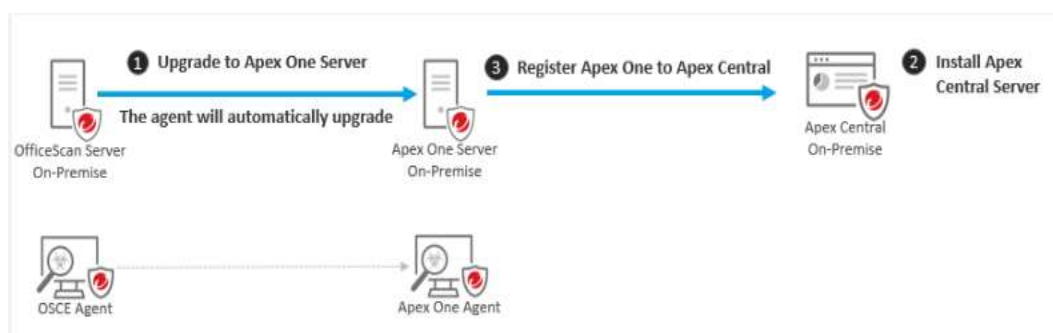 1 Upgrade to Apex One Server
The agent will automatically upgrade
3 Register Apex One to Apex Central
2 Install Apex
Central Server
OfficeScan Server
On-Premise
Apex One Server
On-Premise
Apex Central
On-Premise
OSCE Agent
Apex One Agent